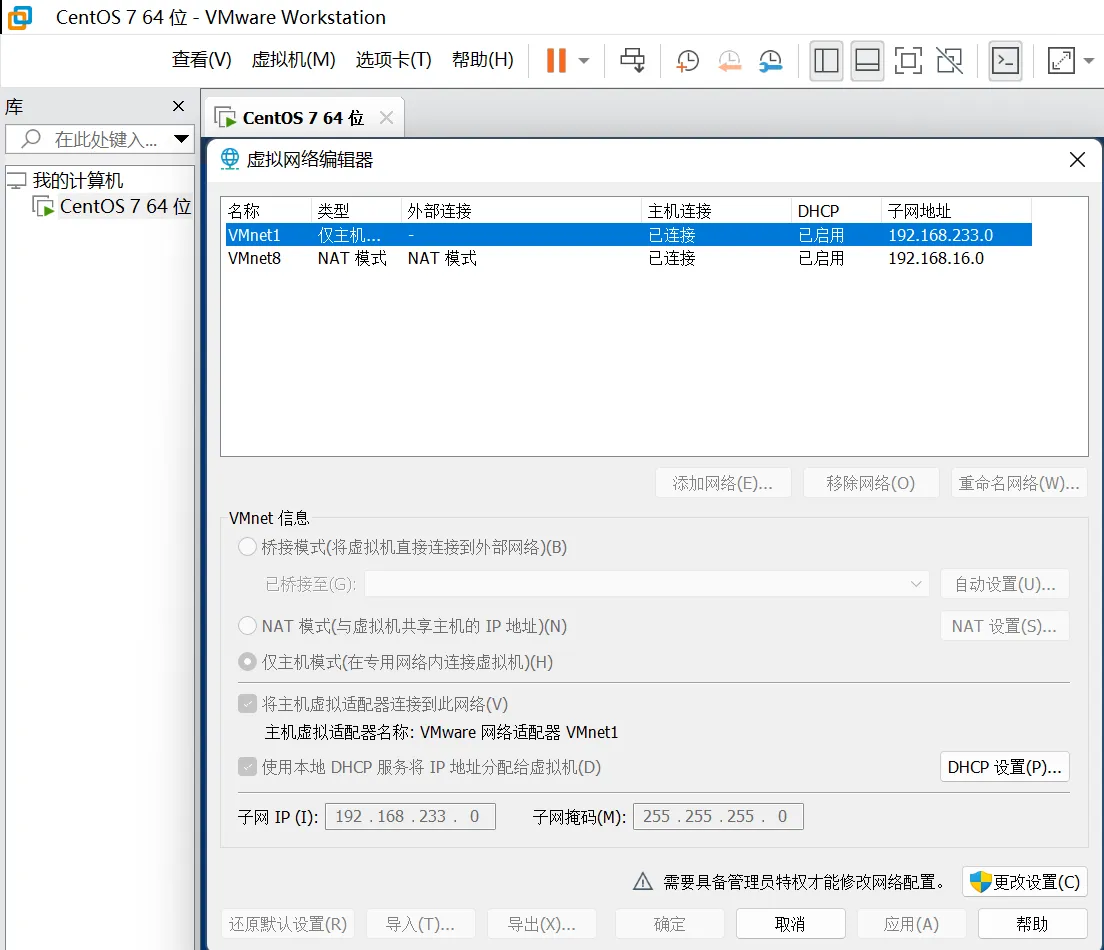 CentOS 7 64 位 - VMware Workstation
查看(V) 虚拟机(M) 选项卡(T) 帮助(H)
库
在此处键入...
我的计算机
CentOS 7 64 位
CentOS 7 64 位
虚拟网络编辑器
名称 类型 外部连接 主机连接 DHCP 子网地址
VMnet1 仅主机... - 已连接 已启用 192.168.233.0
VMnet8 NAT 模式 NAT 模式 已连接 已启用 192.168.16.0
添加网络(E)... 移除网络(O) 重命名网络(W)...
VMnet 信息
桥接模式(将虚拟机直接连接到外部网络)(B)
已桥接至(G): 自动设置(U)...
NAT 模式(与虚拟机共享主机的 IP 地址)(N) NAT 设置(S)...
仅主机模式(在专用网络内连接虚拟机)(H)
将主机虚拟适配器连接到此网络(V)
主机虚拟适配器名称: VMware 网络适配器 VMnet1
使用本地 DHCP 服务将 IP 地址分配给虚拟机(D) DHCP 设置(P)...
子网 IP (I): 192 . 168 . 233 . 0 子网掩码(M): 255 . 255 . 255 . 0
需要具备管理员特权才能修改网络配置。 更改设置(C)
还原默认设置(R) 导入(T)... 导出(X)... 确定 取消 应用(A) 帮助